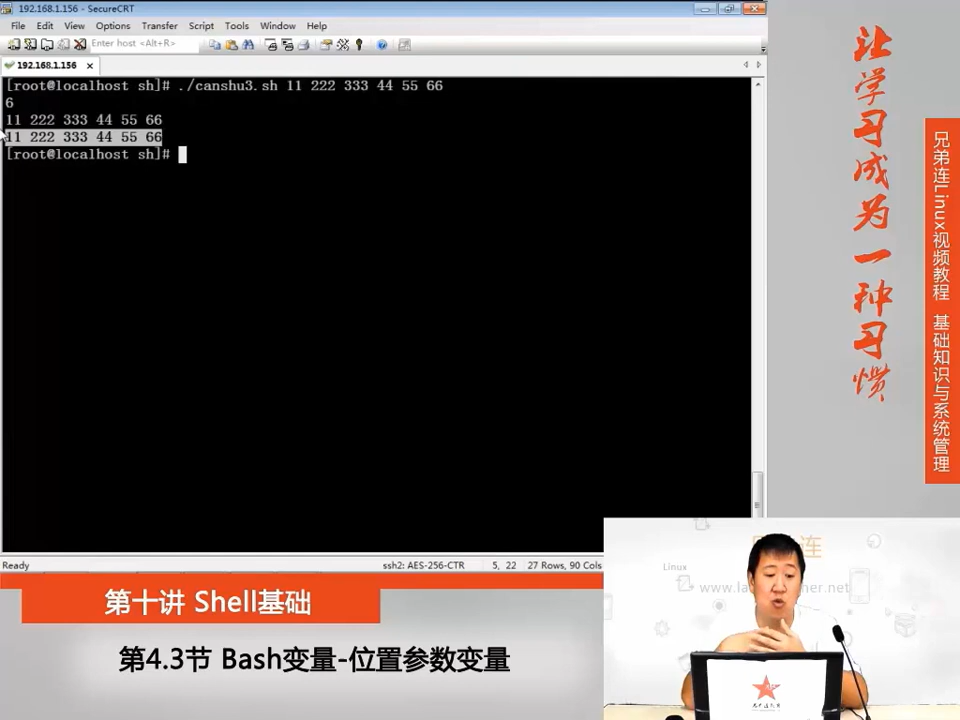 192.168.1.156 - SecureCRT
File Edit View Options Transfer Script Tools Window Help
Enter host <Alt+R>
192.168.1.156
[root@localhost sh]# ./canshu3.sh 11 222 333 44 55 66
6
11 222 333 44 55 66
11 222 333 44 55 66
[root@localhost sh]#
Ready
ssh2: AES-256-CTR
5, 22
27 Rows, 90 Cols
让学习成为一种习惯
兄弟连Linux视频教程 基础知识与系统管理
连
Linux
www.la
her.net
第十讲 Shell基础
第4.3节 Bash变量-位置参数变量